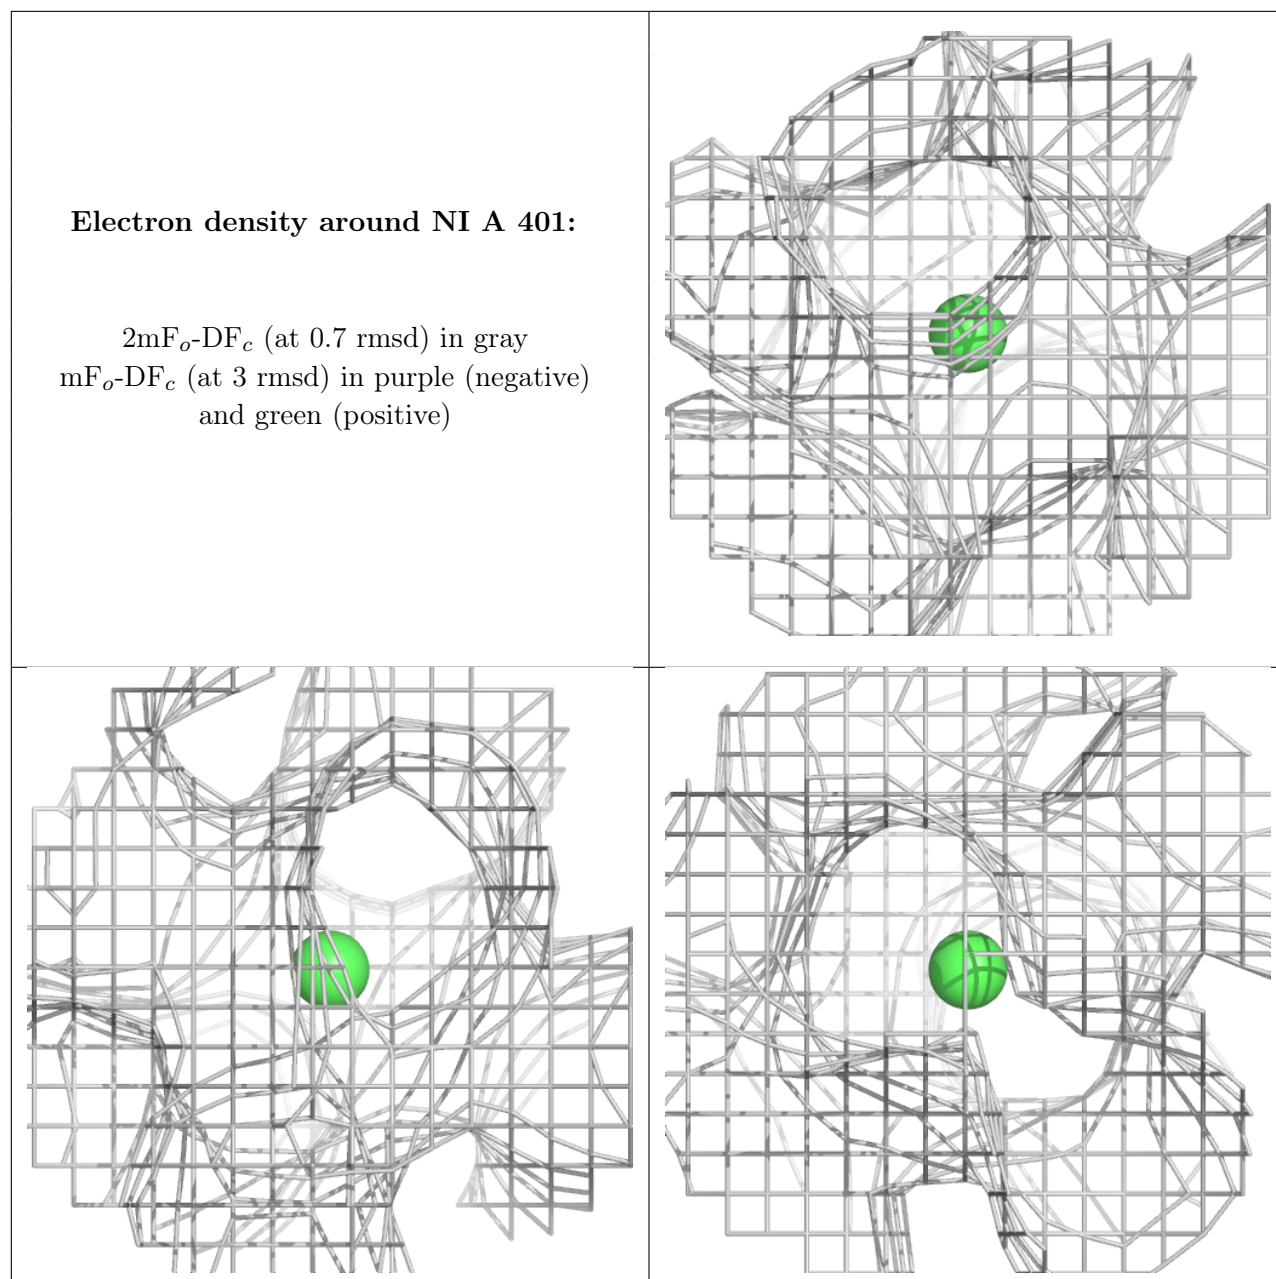 Electron density around NI A 401:
2mFo-DFc (at 0.7 rmsd) in gray
mFo-DFc (at 3 rmsd) in purple (negative)
and green (positive)